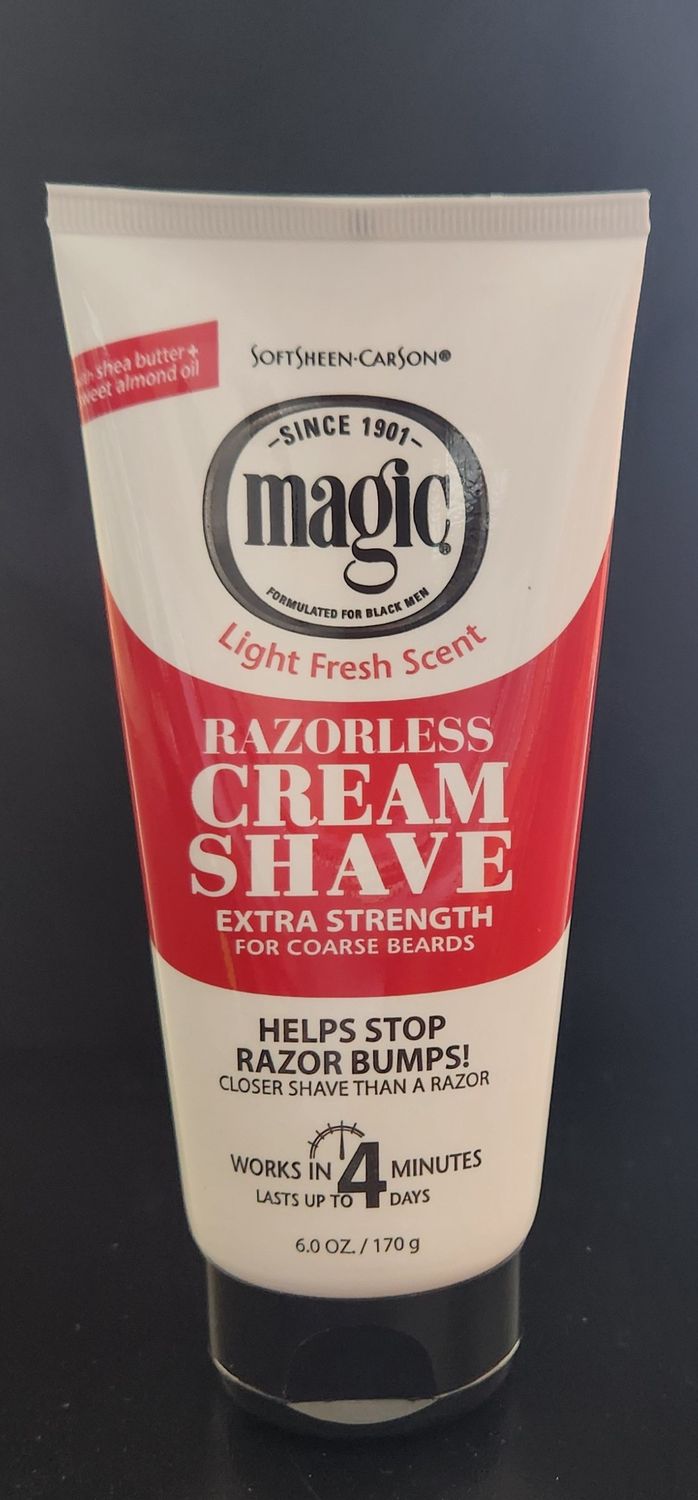 shea butter +
sweet almond oil
SOFTSHEEN·CARSON®
-SINCE 1901-
magic®
FORMULATED FOR BLACK MEN
Light Fresh Scent
RAZORLESS
CREAM
SHAVE
EXTRA STRENGTH
FOR COARSE BEARDS
HELPS STOP
RAZOR BUMPS!
CLOSER SHAVE THAN A RAZOR
WORKS IN 4 MINUTES
LASTS UP TO 4 DAYS
6.0 OZ. / 170 g